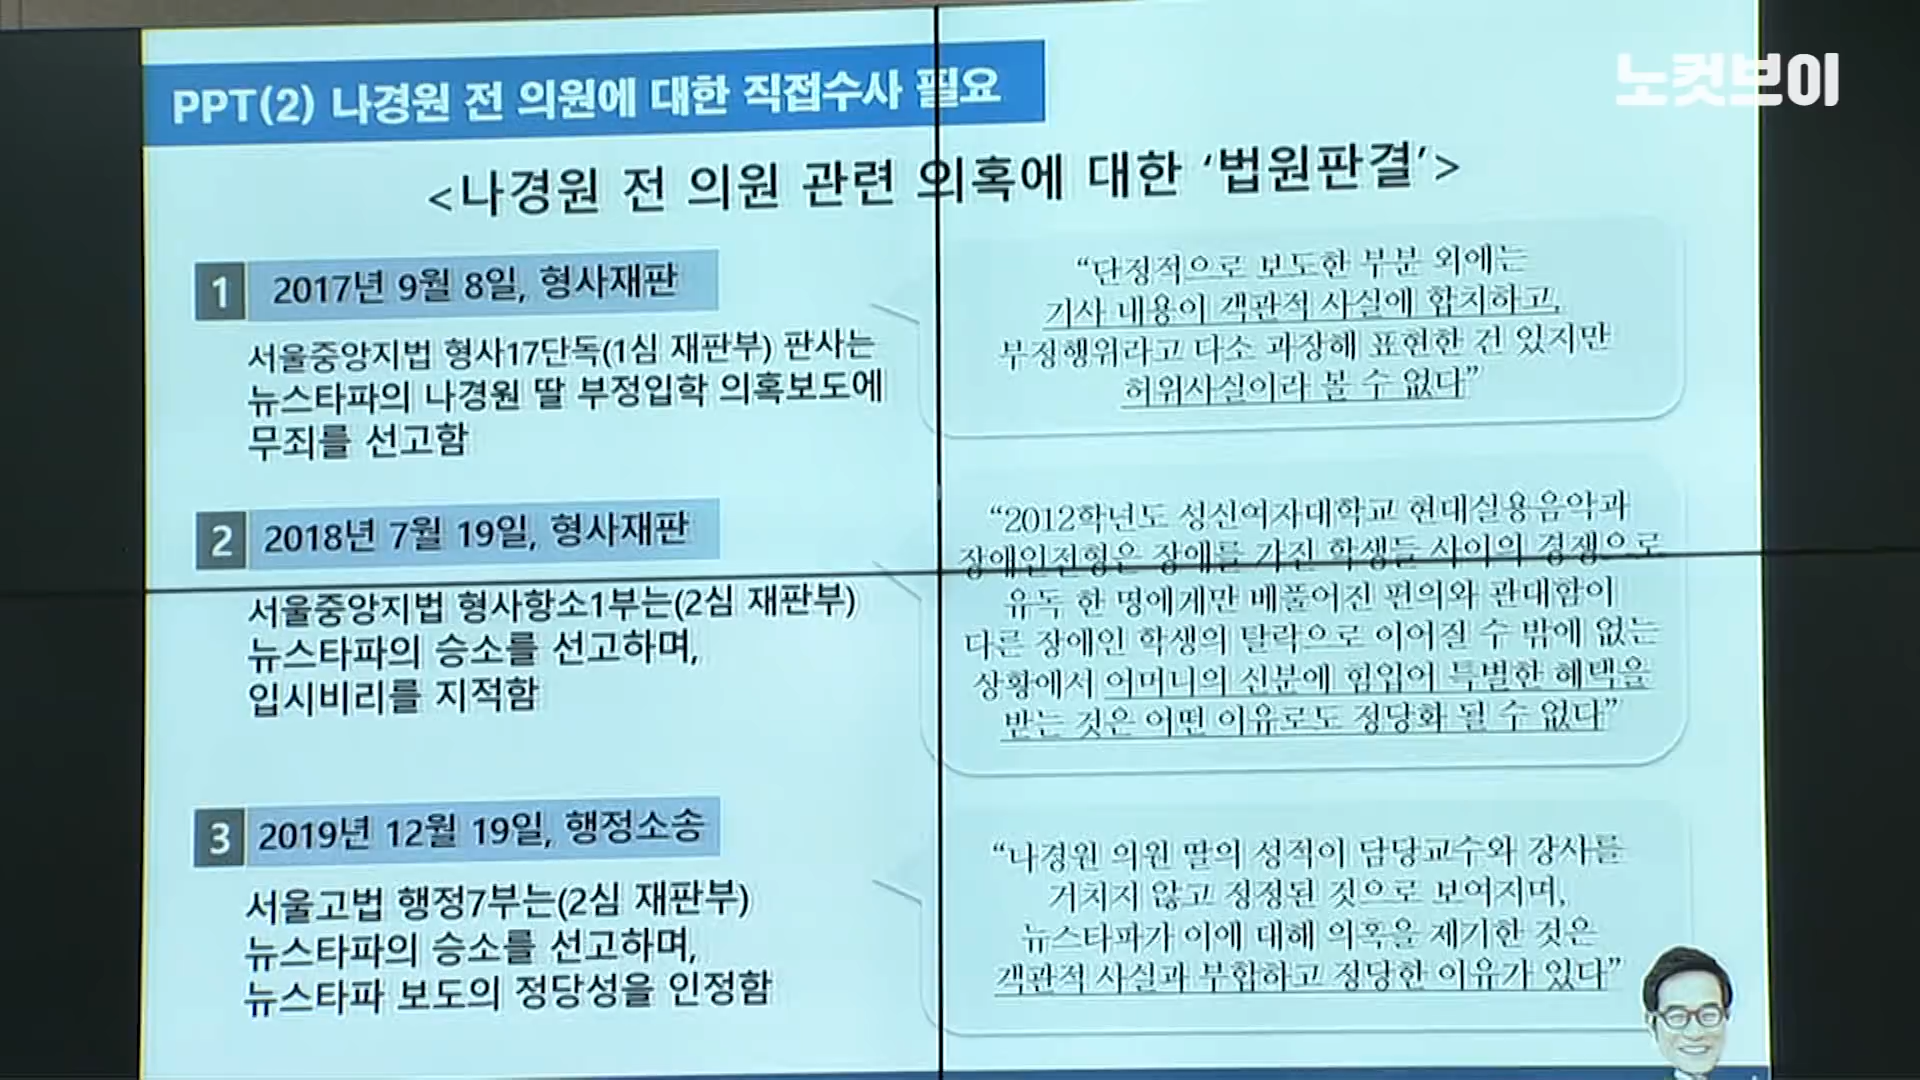 노컷브이
PPT(2) 나경원 전 의원에 대한 직접수사 필요
<나경원 전 의원 관련 의혹에 대한 ‘법원판결’>
1 2017년 9월 8일, 형사재판
서울중앙지법 형사17단독(1심 재판부) 판사는
뉴스타파의 나경원 딸 부정입학 의혹보도에
무죄를 선고함
“단정적으로 보도한 부분 외에는
기사 내용이 객관적 사실에 합치하고,
부정행위라고 다소 과장해 표현한 건 있지만
허위사실이라 볼 수 없다”
2 2018년 7월 19일, 형사재판
서울중앙지법 형사항소1부는(2심 재판부)
뉴스타파의 승소를 선고하며,
입시비리를 지적함
“2012학년도 성신여자대학교 현대실용음악과
장애인전형은 장애를 가진 학생들 사이의 경쟁으로
유독 한 명에게만 베풀어진 편의와 관대함이
다른 장애인 학생의 탈락으로 이어질 수 밖에 없는
상황에서 어머니의 신분에 힘입어 특별한 혜택을
받는 것은 어떤 이유로도 정당화 될 수 없다”
3 2019년 12월 19일, 행정소송
서울고법 행정7부는(2심 재판부)
뉴스타파의 승소를 선고하며,
뉴스타파 보도의 정당성을 인정함
“나경원 의원 딸의 성적이 담당교수와 강사를
거치지 않고 정정된 것으로 보여지며,
뉴스타파가 이에 대해 의혹을 제기한 것은
객관적 사실과 부합하고 정당한 이유가 있다”